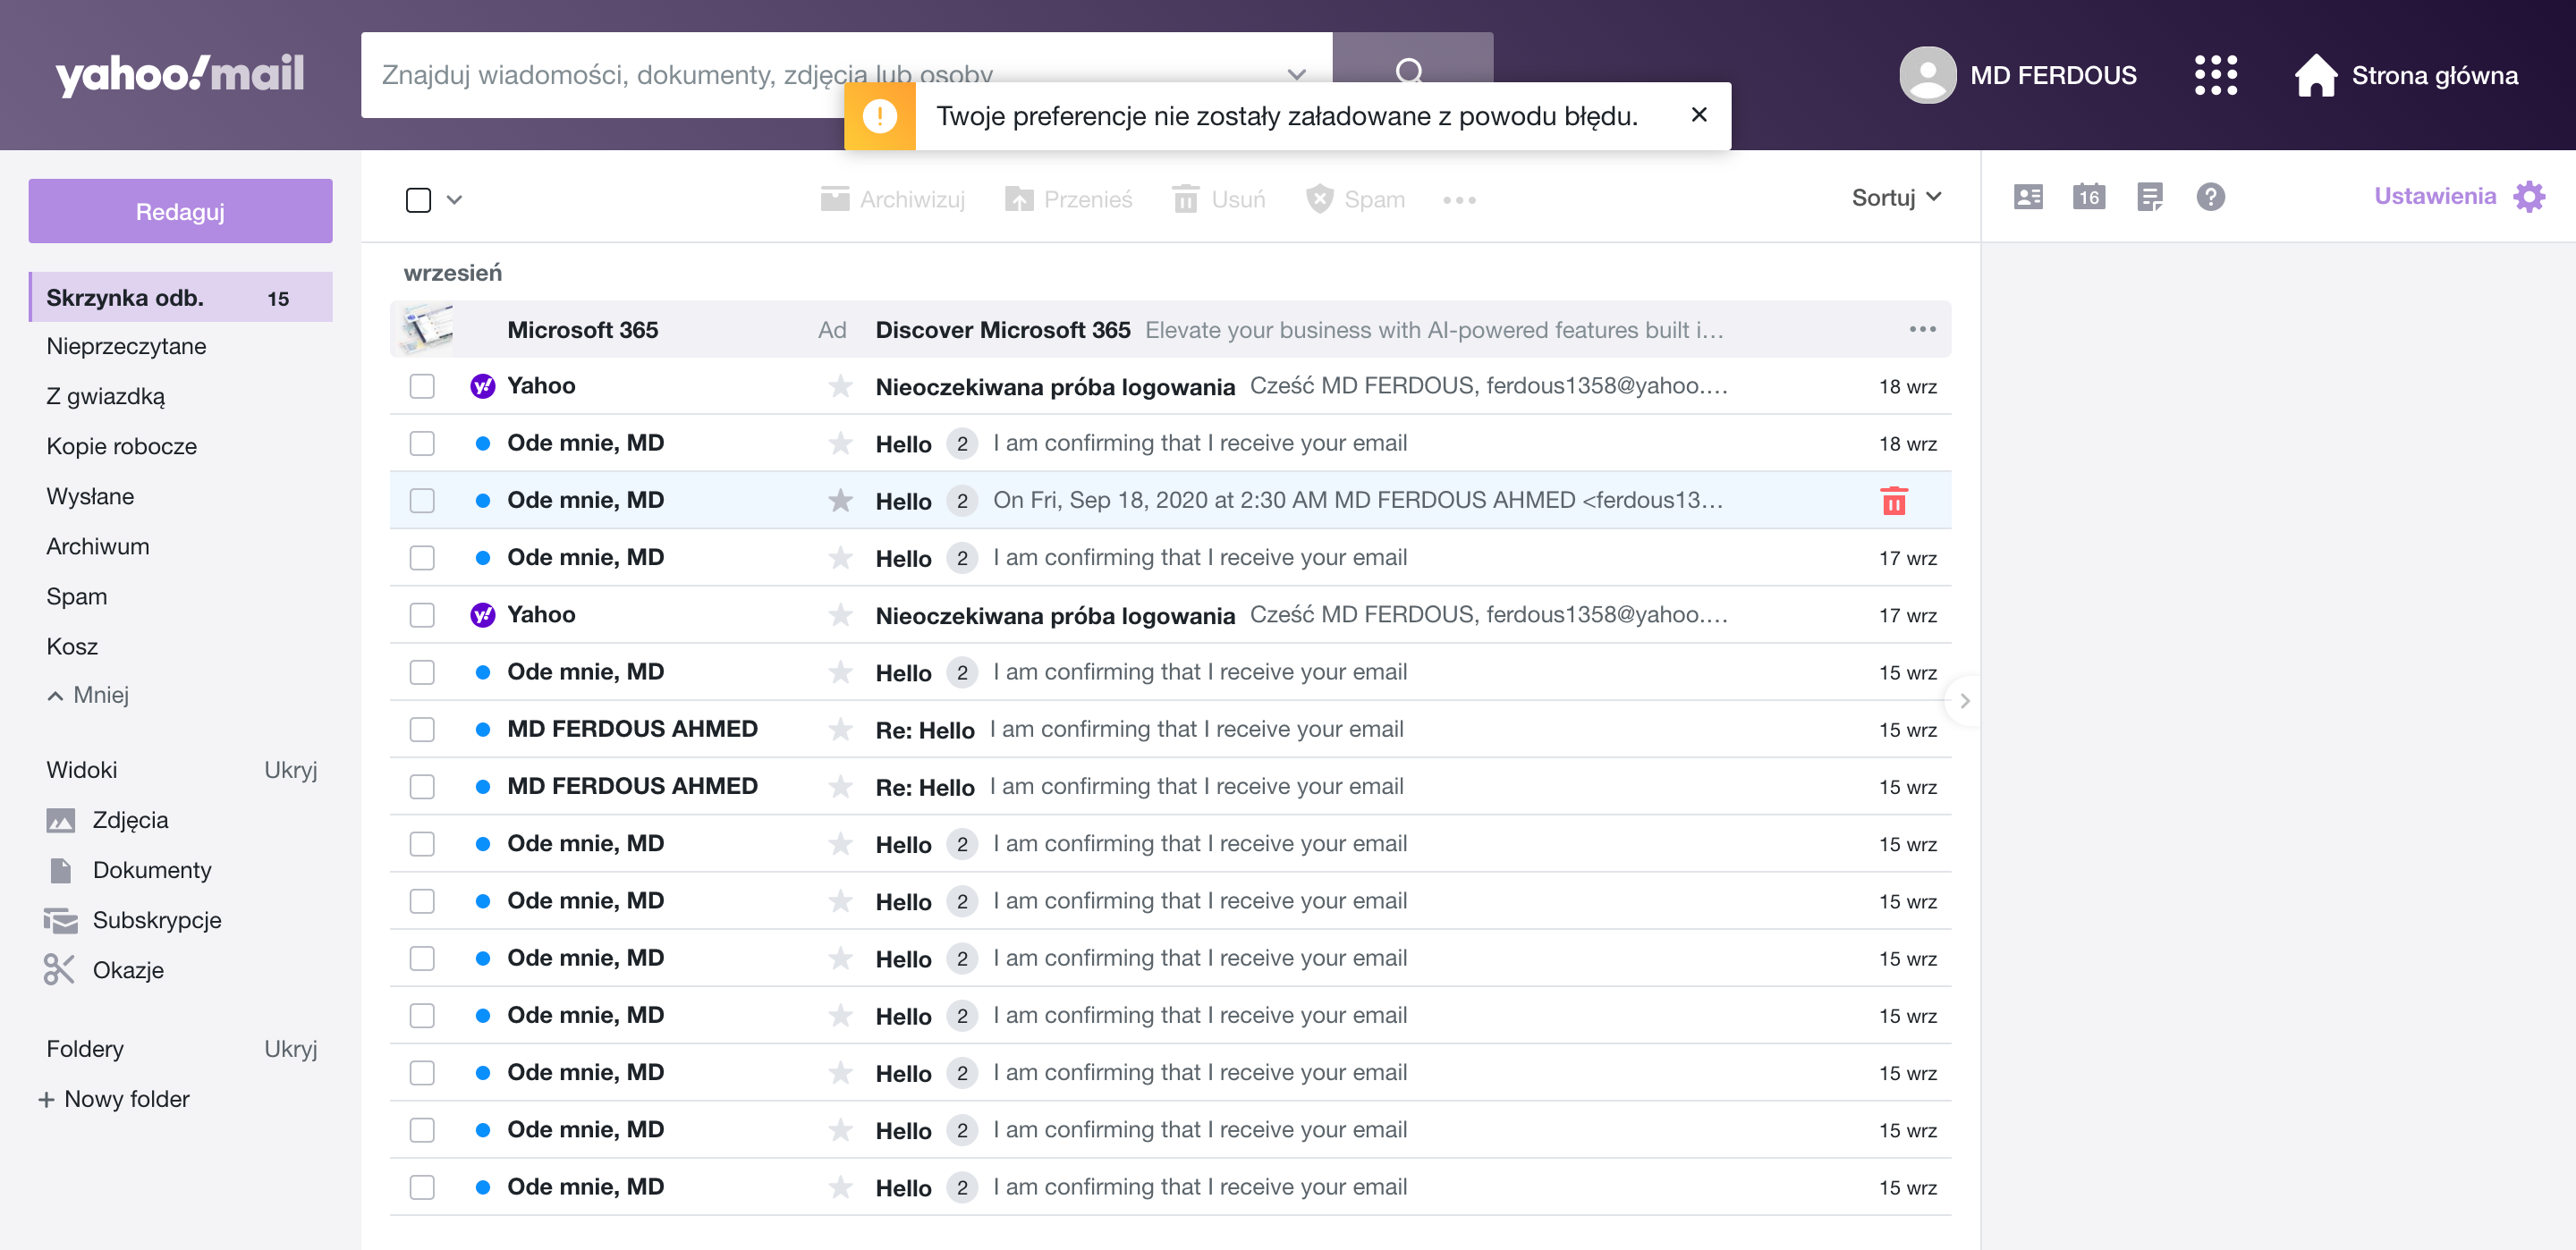 yahoo!mail
Znajduj wiadomości, dokumenty, zdjęcia lub osoby
MD FERDOUS
Strona główna
Twoje preferencje nie zostały załadowane z powodu błędu.
Redaguj
Archiwizuj Przenieś Usuń Spam
Sortuj
16
Ustawienia
Skrzynka odb. 15
Nieprzeczytane
Z gwiazdką
Kopie robocze
Wysłane
Archiwum
Spam
Kosz
Mniej
Widoki Ukryj
Zdjęcia
Dokumenty
Subskrypcje
Okazje
Foldery Ukryj
+ Nowy folder
wrzesień
Microsoft 365 Ad Discover Microsoft 365 Elevate your business with AI-powered features built i…
Yahoo Nieoczekiwana próba logowania Cześć MD FERDOUS, ferdous1358@yahoo.… 18 wrz
Ode mnie, MD Hello 2 I am confirming that I receive your email 18 wrz
Ode mnie, MD Hello 2 On Fri, Sep 18, 2020 at 2:30 AM MD FERDOUS AHMED <ferdous13…
Ode mnie, MD Hello 2 I am confirming that I receive your email 17 wrz
Yahoo Nieoczekiwana próba logowania Cześć MD FERDOUS, ferdous1358@yahoo.… 17 wrz
Ode mnie, MD Hello 2 I am confirming that I receive your email 15 wrz
MD FERDOUS AHMED Re: Hello I am confirming that I receive your email 15 wrz
MD FERDOUS AHMED Re: Hello I am confirming that I receive your email 15 wrz
Ode mnie, MD Hello 2 I am confirming that I receive your email 15 wrz
Ode mnie, MD Hello 2 I am confirming that I receive your email 15 wrz
Ode mnie, MD Hello 2 I am confirming that I receive your email 15 wrz
Ode mnie, MD Hello 2 I am confirming that I receive your email 15 wrz
Ode mnie, MD Hello 2 I am confirming that I receive your email 15 wrz
Ode mnie, MD Hello 2 I am confirming that I receive your email 15 wrz
Ode mnie, MD Hello 2 I am confirming that I receive your email 15 wrz